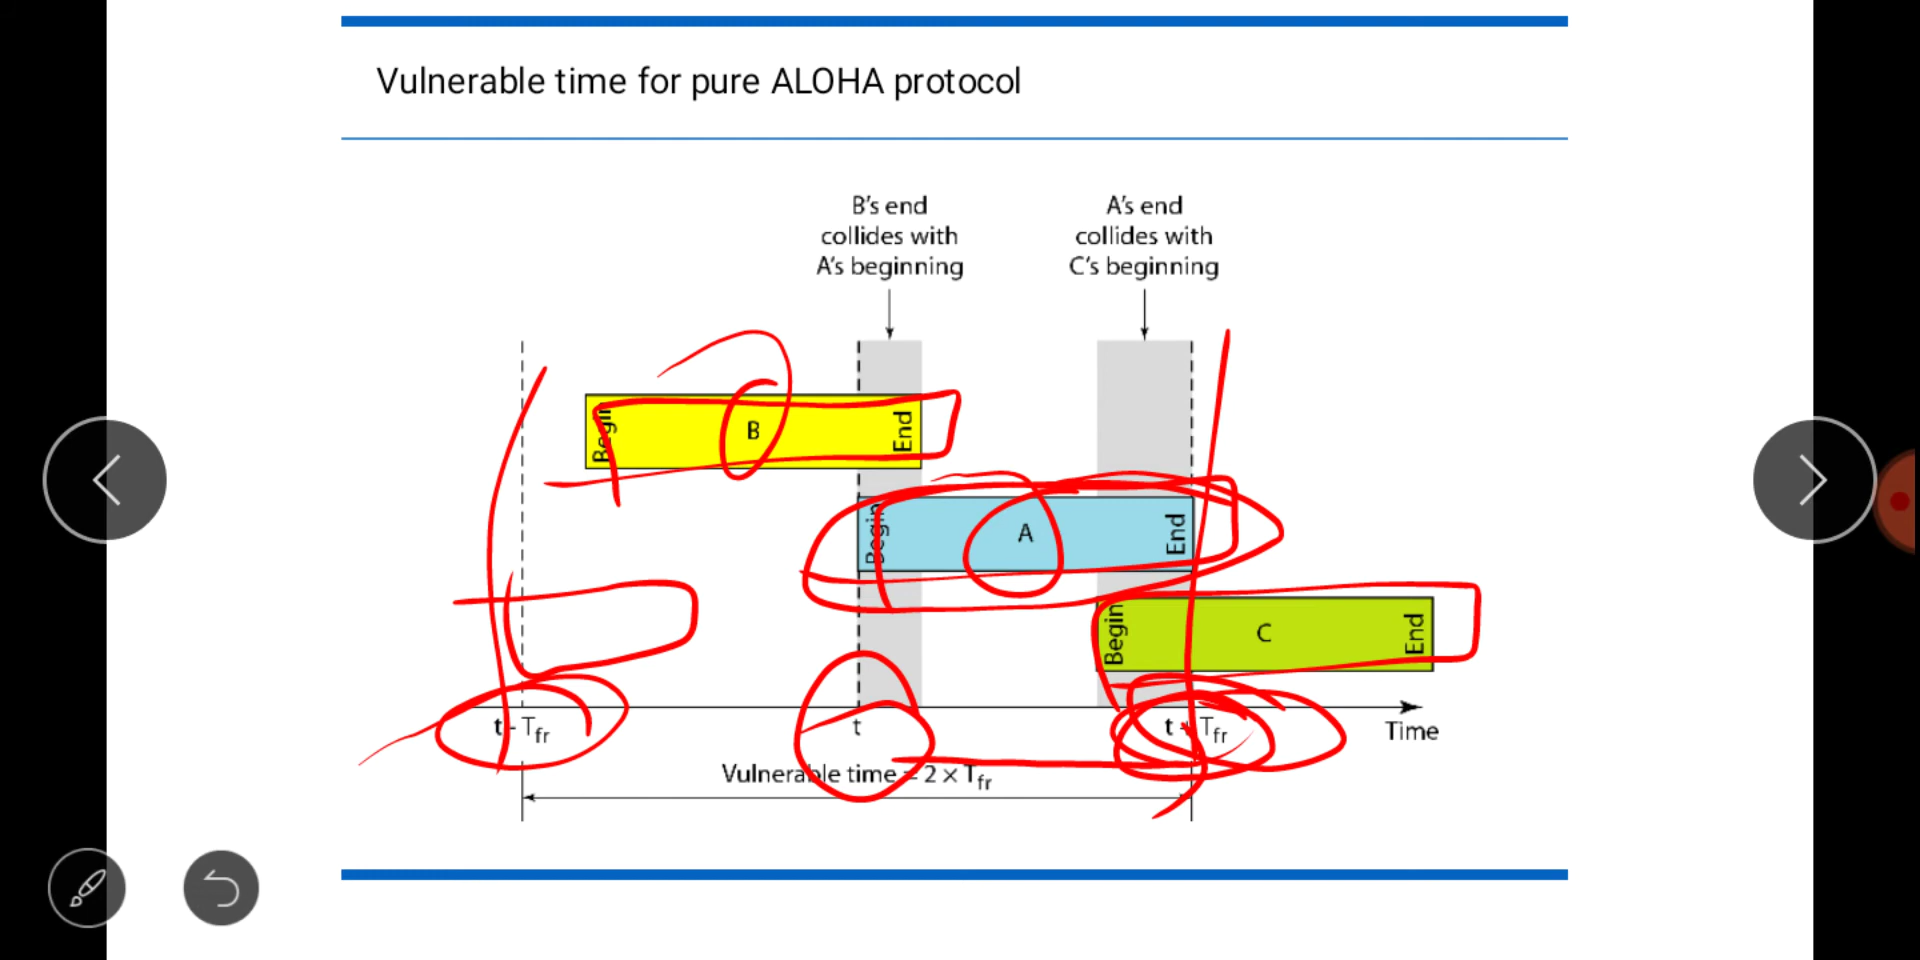 Vulnerable time for pure ALOHA protocol
B's end
collides with
A's beginning
A's end
collides with
C's beginning
Begin
B
End
Begin
A
End
Begin
C
End
t - Tfr
t
t + Tfr
Time
Vulnerable time = 2 × Tfr